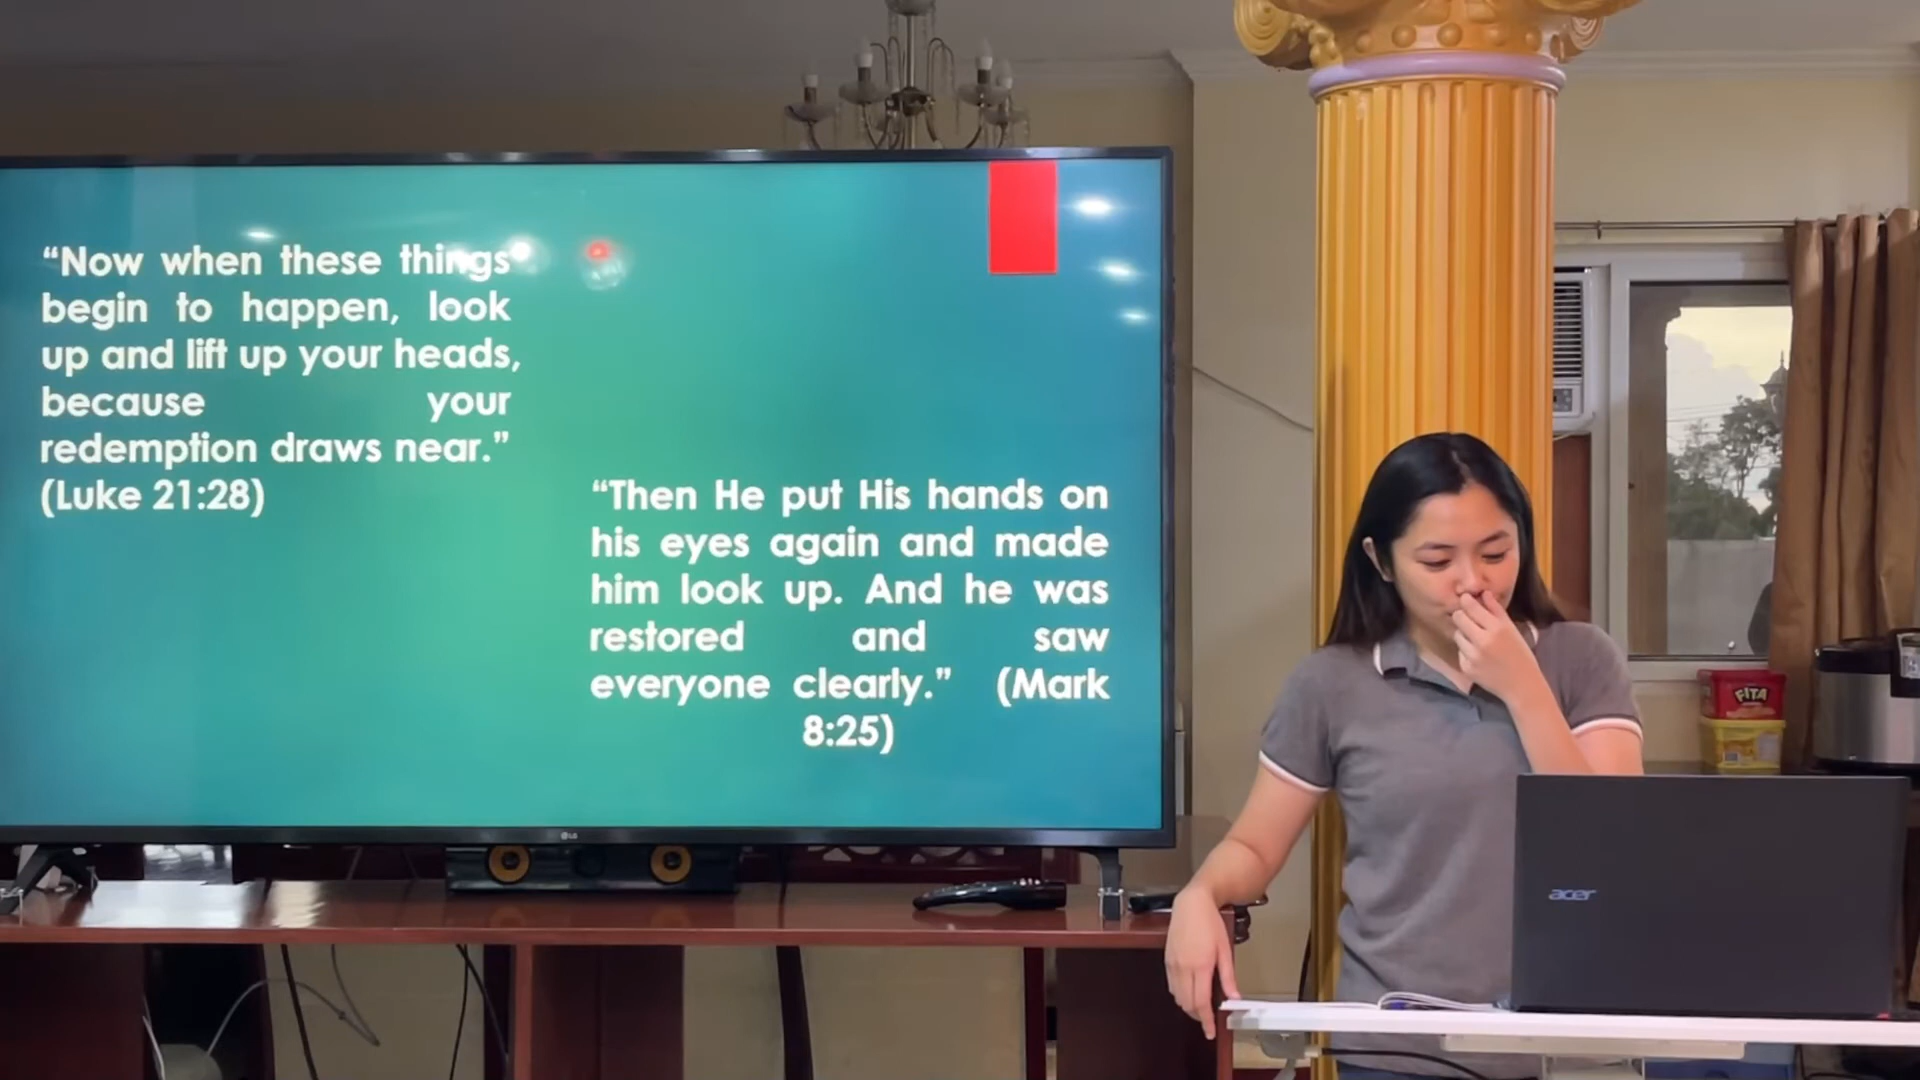 “Now when these things
begin to happen, look
up and lift up your heads,
because your
redemption draws near.”
(Luke 21:28)
“Then He put His hands on
his eyes again and made
him look up. And he was
restored and saw
everyone clearly.” (Mark
8:25)
LG
acer
FITA